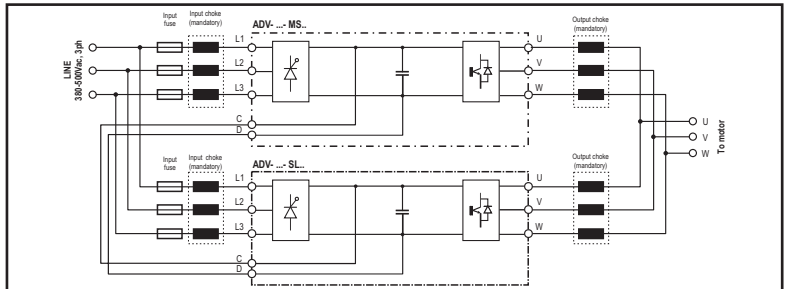 Input
fuse
Input choke
(mandatory)
ADV- ...- MS..
Output choke
(mandatory)
LINE
380-500Vac, 3ph
L1
L2
L3
C
D
U
V
W
Input
fuse
Input choke
(mandatory)
ADV- ...- SL..
Output choke
(mandatory)
L1
L2
L3
C
D
U
V
W
U
V
W
To motor